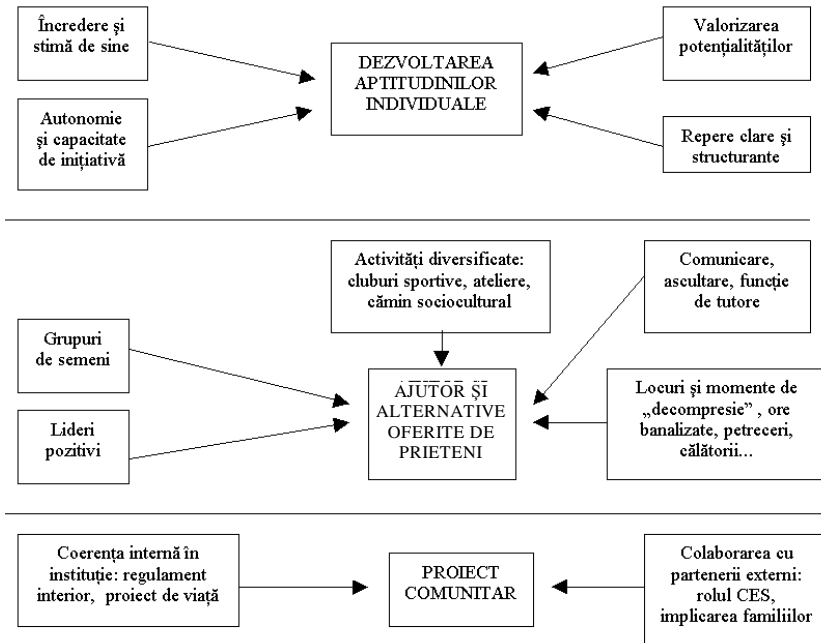 Încredere şi
stimă de sine
DEZVOLTAREA
APTITUDINILOR
INDIVIDUALE
Valorizarea
potenţialităţilor
Autonomie
şi capacitate
de iniţiativă
Repere clare şi
structurante
Activităţi diversificate:
cluburi sportive, ateliere,
cămin sociocultural
Comunicare,
ascultare, funcţie
de tutore
Grupuri
de semeni
AJUTOR ŞI
ALTERNATIVE
OFERITE DE
PRIETENI
Locuri şi momente de
„decompresie” , ore
banalizate, petreceri,
călătorii...
Lideri
pozitivi
Coerenţa internă în
instituţie: regulament
interior, proiect de viaţă
PROIECT
COMUNITAR
Colaborarea cu
partenerii externi:
rolul CES,
implicarea familiilor